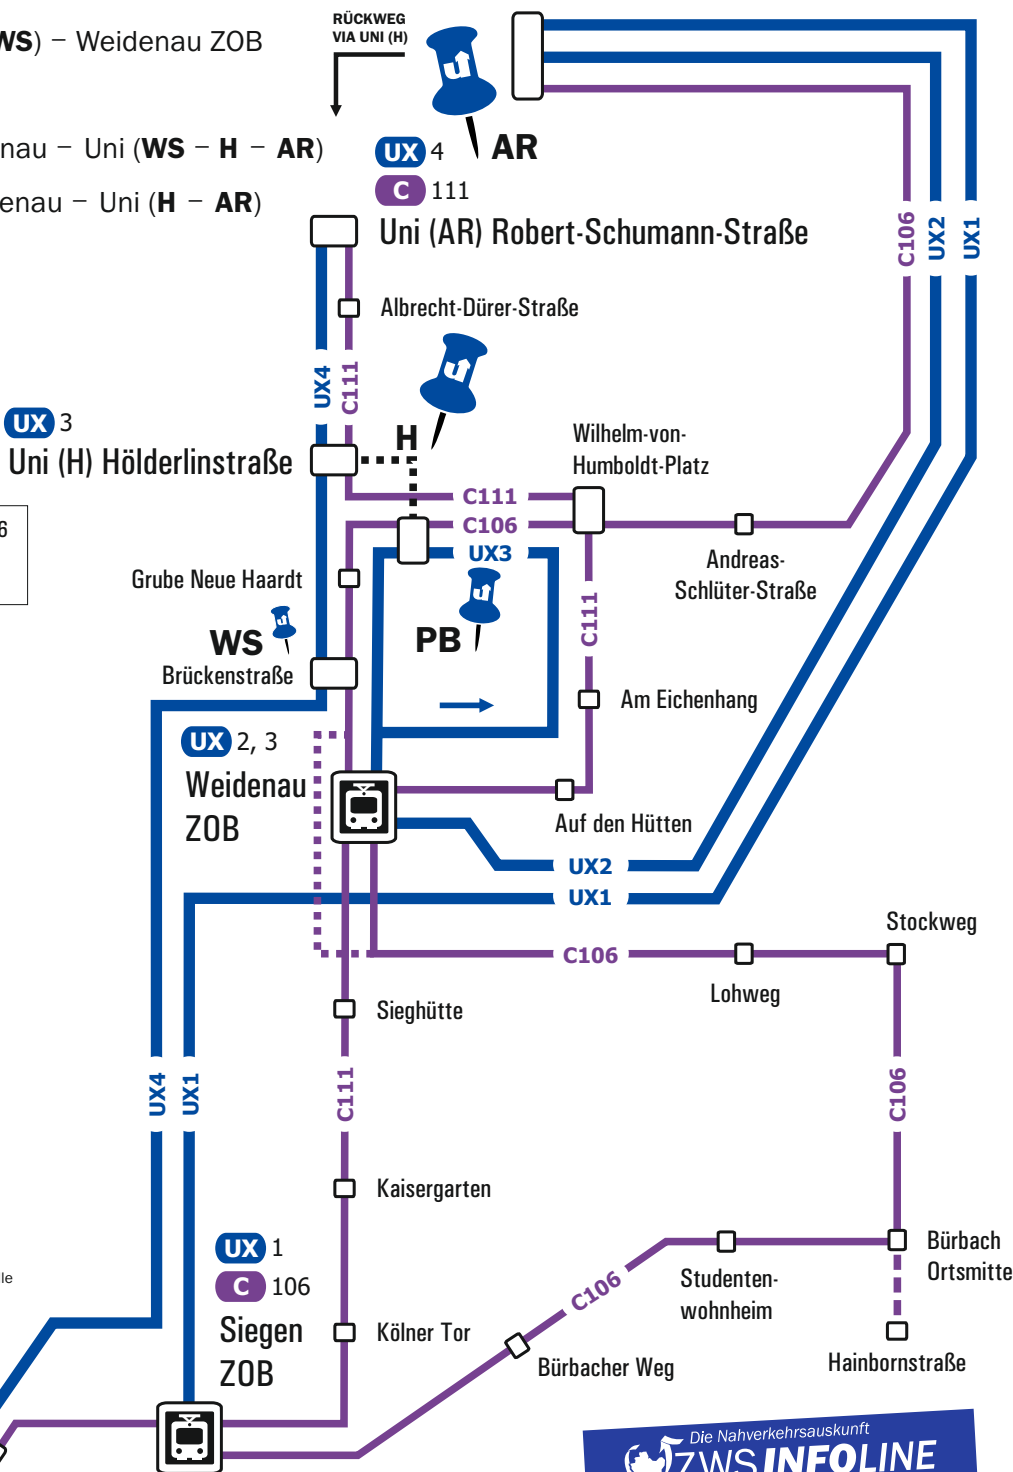 WS) – Weidenau ZOB
RÜCKWEG
VIA UNI (H)
AR
nau – Uni (WS – H – AR)
UX 4
C 111
enau – Uni (H – AR)
Uni (AR) Robert-Schumann-Straße
C106
UX2
UX1
Albrecht-Dürer-Straße
UX4
C111
UX 3
H
Uni (H) Hölderlinstraße
Wilhelm-von-
Humboldt-Platz
C111
C106
UX3
6
Andreas-
Schlüter-Straße
Grube Neue Haardt
C111
WS
PB
Brückenstraße
Am Eichenhang
UX 2, 3
Weidenau
ZOB
Auf den Hütten
UX2
UX1
Stockweg
C106
Lohweg
Sieghütte
UX4
UX1
C111
C106
Kaisergarten
UX 1
C 106
Siegen
ZOB
lle
Kölner Tor
C106
Studenten-
wohnheim
Bürbach
Ortsmitte
Bürbacher Weg
Hainbornstraße
Die Nahverkehrsauskunft
ZWS INFOLINE